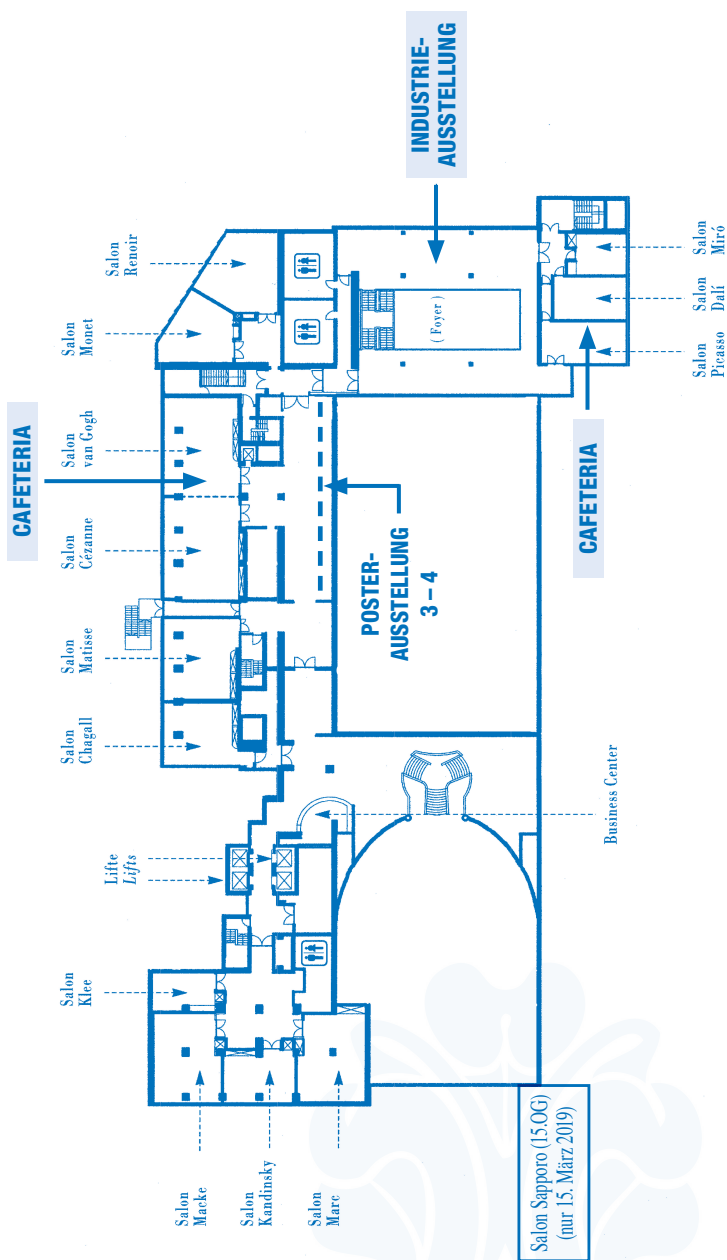 INDUSTRIE-
AUSSTELLUNG
Salon
Renoir
Salon
Monet
CAFETERIA
Salon
van Gogh
Salon
Cézanne
Salon
Matisse
Salon
Chagall
Lifte
Lifts
Salon
Klee
Salon
Macke
Salon
Kandinsky
Salon
Marc
( Foyer )
POSTER-
AUSSTELLUNG
3 – 4
Salon
Miró
Salon
Dalí
Salon
Picasso
CAFETERIA
Business Center
Salon Sapporo (15.OG)
(nur 15. März 2019)